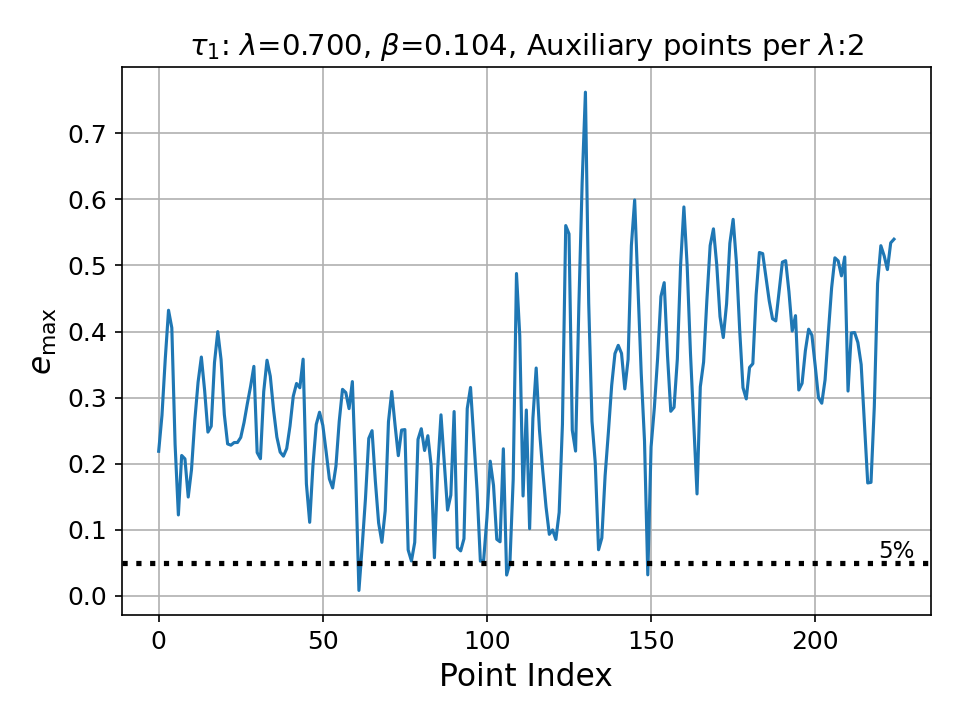 τ₁: λ=0.700, β=0.104, Auxiliary points per λ:2
e_max
0.7
0.6
0.5
0.4
0.3
0.2
0.1
0.0
5%
0 50 100 150 200
Point Index